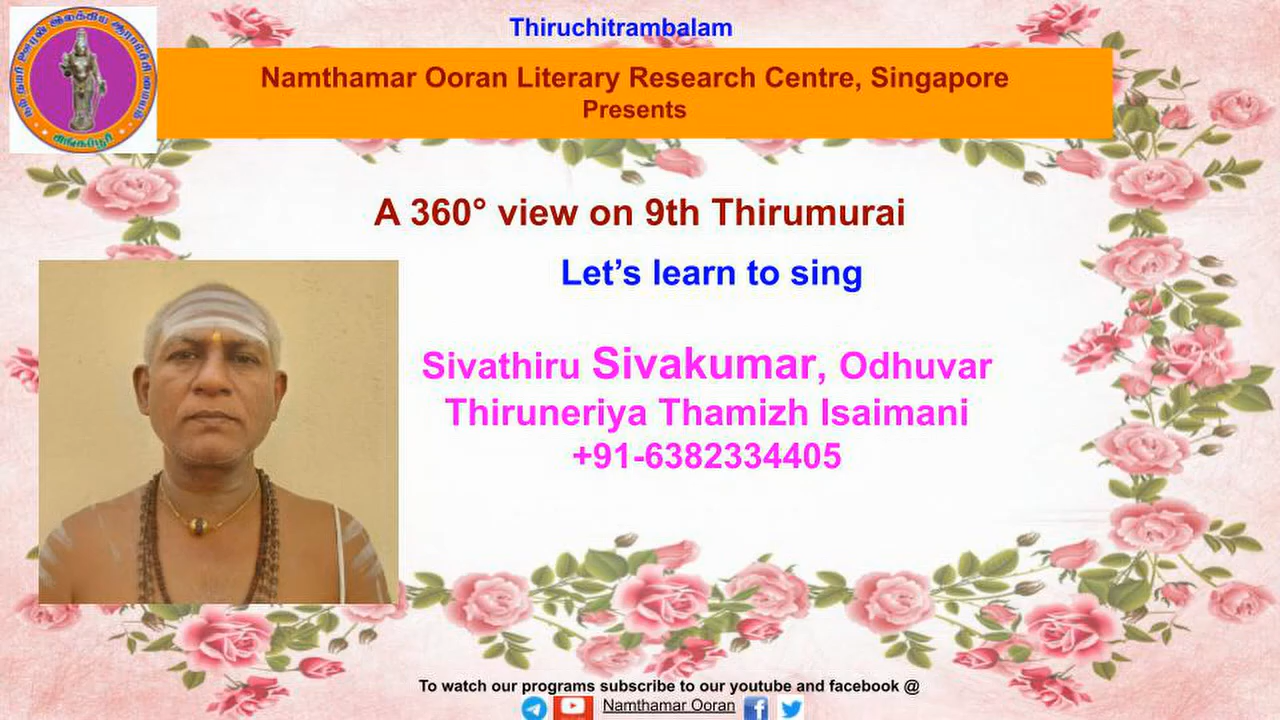 Thiruchitrambalam
Namthamar Ooran Literary Research Centre, Singapore
Presents
A 360° view on 9th Thirumurai
Let’s learn to sing
Sivathiru Sivakumar, Odhuvar
Thiruneriya Thamizh Isaimani
+91-6382334405
To watch our programs subscribe to our youtube and facebook @
Namthamar Ooran